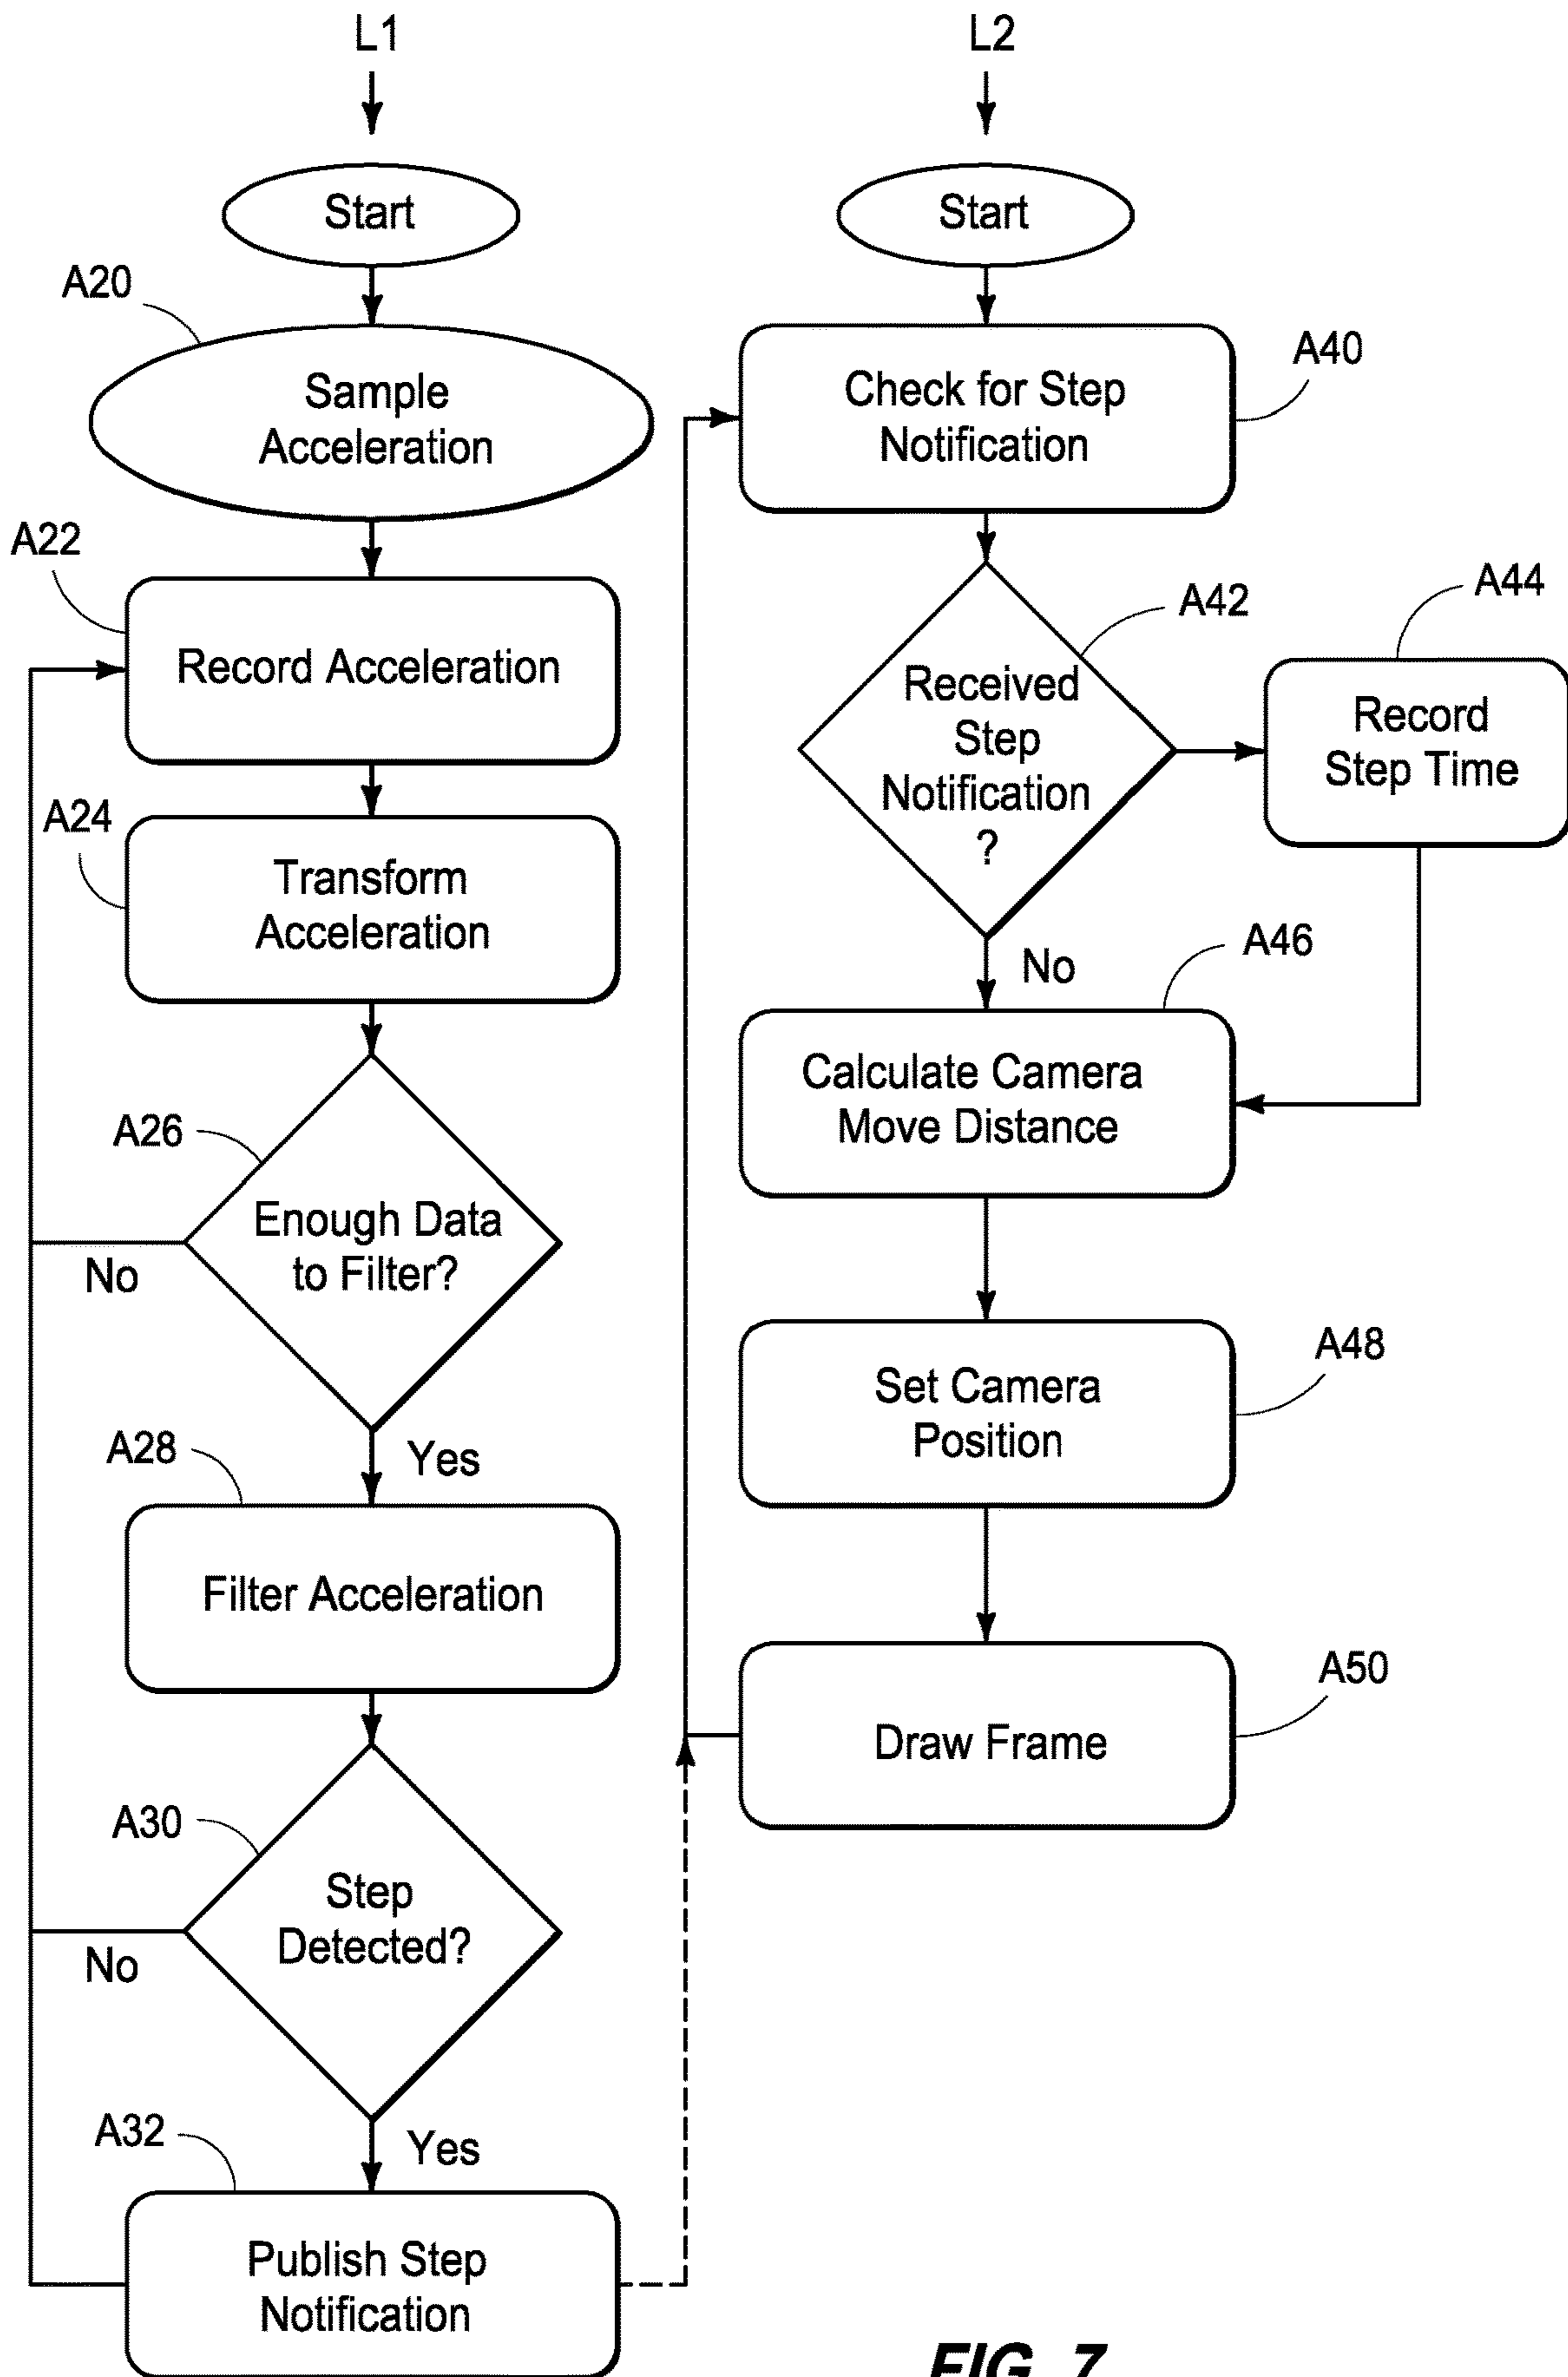 L1
Start
A20
Sample
Acceleration
A22
Record Acceleration
A24
Transform
Acceleration
A26
Enough Data
to Filter?
No
Yes
A28
Filter Acceleration
A30
Step
Detected?
No
Yes
A32
Publish Step
Notification
L2
Start
A40
Check for Step
Notification
A42
Received
Step
Notification
?
A44
Record
Step Time
No
A46
Calculate Camera
Move Distance
A48
Set Camera
Position
A50
Draw Frame
FIG. 7